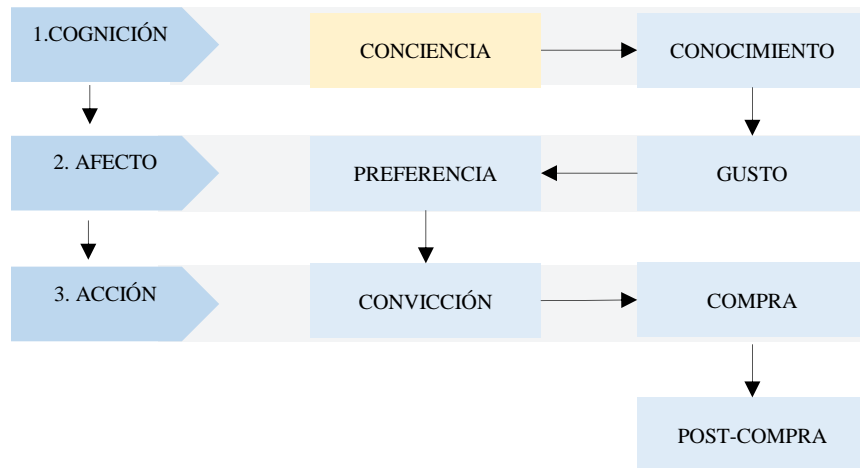 1.COGNICIÓN
CONCIENCIA
CONOCIMIENTO
2. AFECTO
PREFERENCIA
GUSTO
3. ACCIÓN
CONVICCIÓN
COMPRA
POST-COMPRA